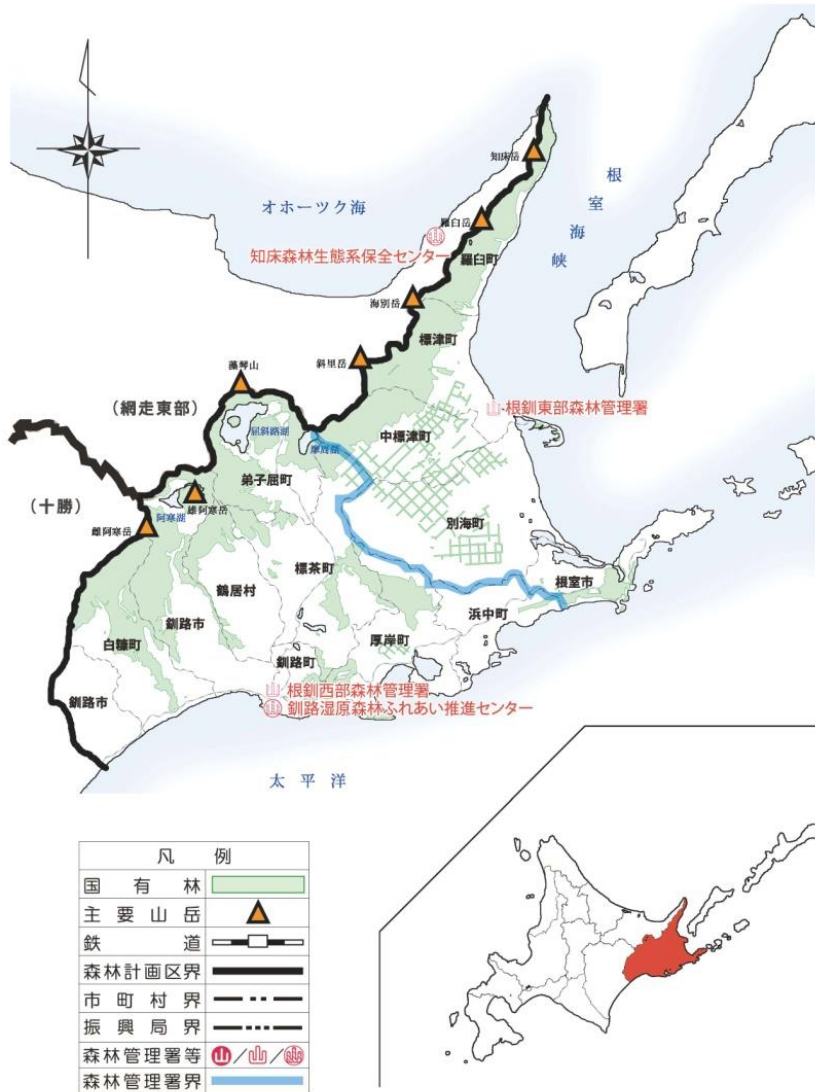 知床岳
根室海峡
オホーツク海
羅臼岳
知床森林生態系保全センター
羅臼町
海別岳
標津町
斜里岳
藻琴山
(網走東部)
根釧東部森林管理署
屈斜路湖
摩周湖
中標津町
弟子屈町
(十勝)
雄阿寒岳
阿寒湖
雌阿寒岳
別海町
標茶町
根室市
鶴居村
浜中町
釧路市
厚岸町
白糠町
釧路町
釧路市
根釧西部森林管理署
釧路湿原森林ふれあい推進センター
太平洋
凡例
国有林
主要山岳
鉄道
森林計画区界
市町村界
振興局界
森林管理署等 山/山/山
森林管理署界